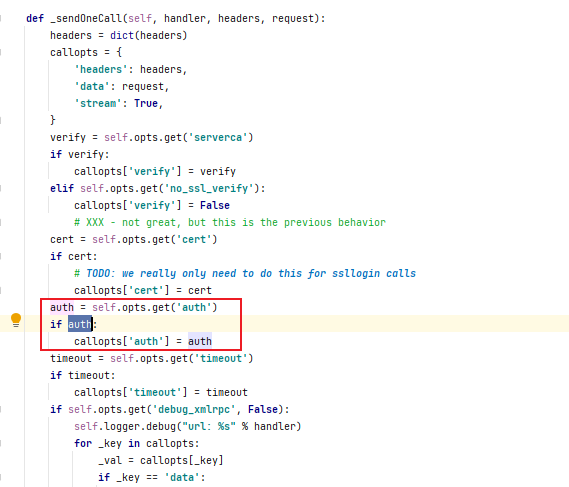 def _sendOneCall(self, handler, headers, request):
    headers = dict(headers)
    callopts = {
        'headers': headers,
        'data': request,
        'stream': True,
    }
    verify = self.opts.get('serverca')
    if verify:
        callopts['verify'] = verify
    elif self.opts.get('no_ssl_verify'):
        callopts['verify'] = False
        # XXX - not great, but this is the previous behavior
    cert = self.opts.get('cert')
    if cert:
        # TODO: we really only need to do this for ssllogin calls
        callopts['cert'] = cert
    auth = self.opts.get('auth')
    if auth:
        callopts['auth'] = auth
    timeout = self.opts.get('timeout')
    if timeout:
        callopts['timeout'] = timeout
    if self.opts.get('debug_xmlrpc', False):
        self.logger.debug("url: %s" % handler)
        for _key in callopts:
            _val = callopts[_key]
            if _key == 'data':